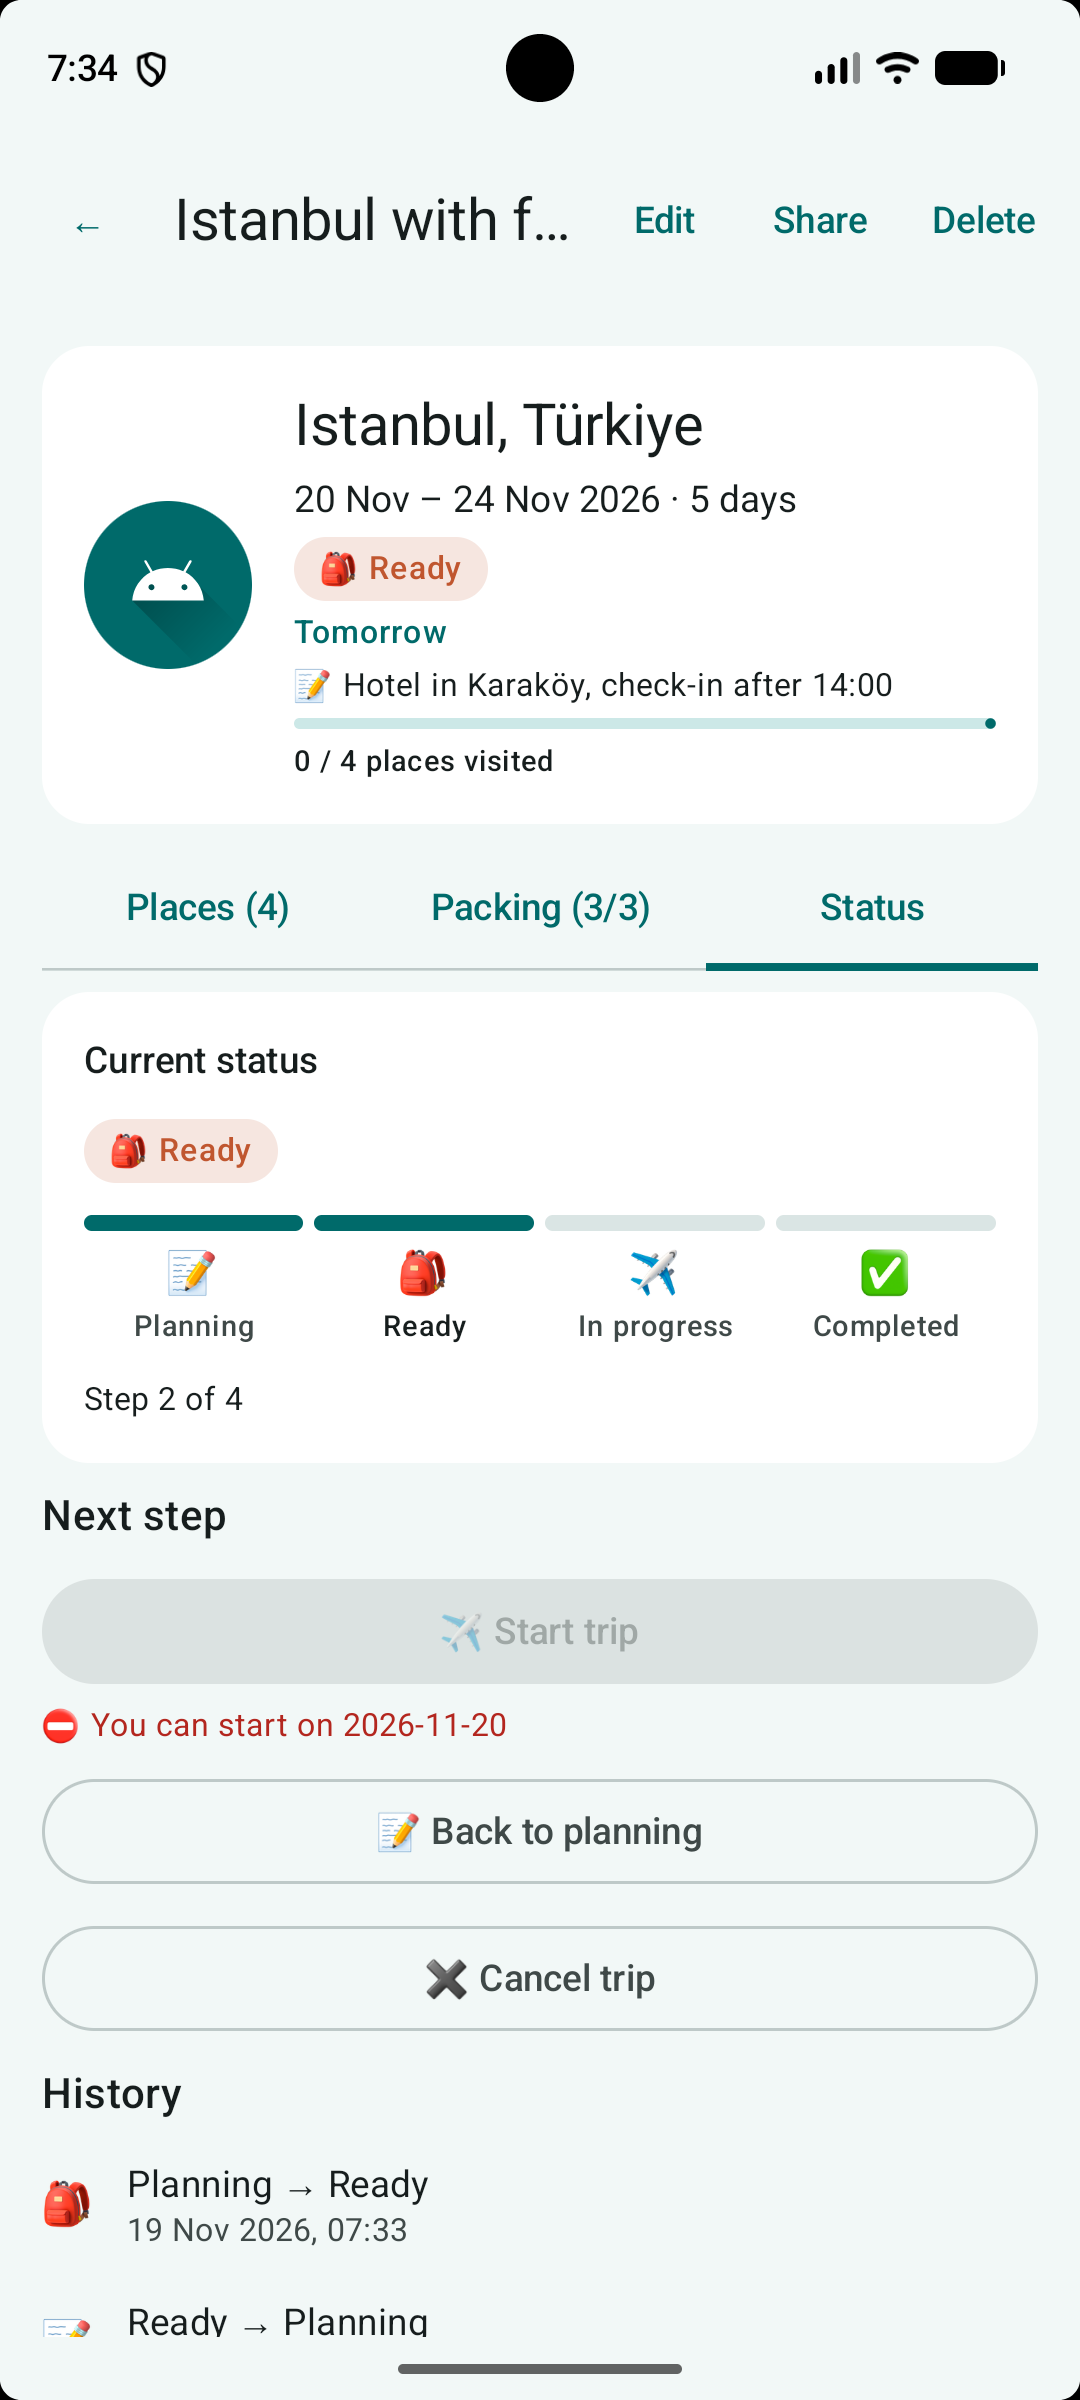 7:34
← Istanbul with f… Edit Share Delete
Istanbul, Türkiye
20 Nov – 24 Nov 2026 · 5 days
🎒 Ready
Tomorrow
📝 Hotel in Karaköy, check-in after 14:00
0 / 4 places visited
Places (4) Packing (3/3) Status
Current status
🎒 Ready
Planning Ready In progress Completed
Step 2 of 4
Next step
✈️ Start trip
⛔ You can start on 2026-11-20
📝 Back to planning
✖️ Cancel trip
History
Planning → Ready
19 Nov 2026, 07:33
Ready → Planning